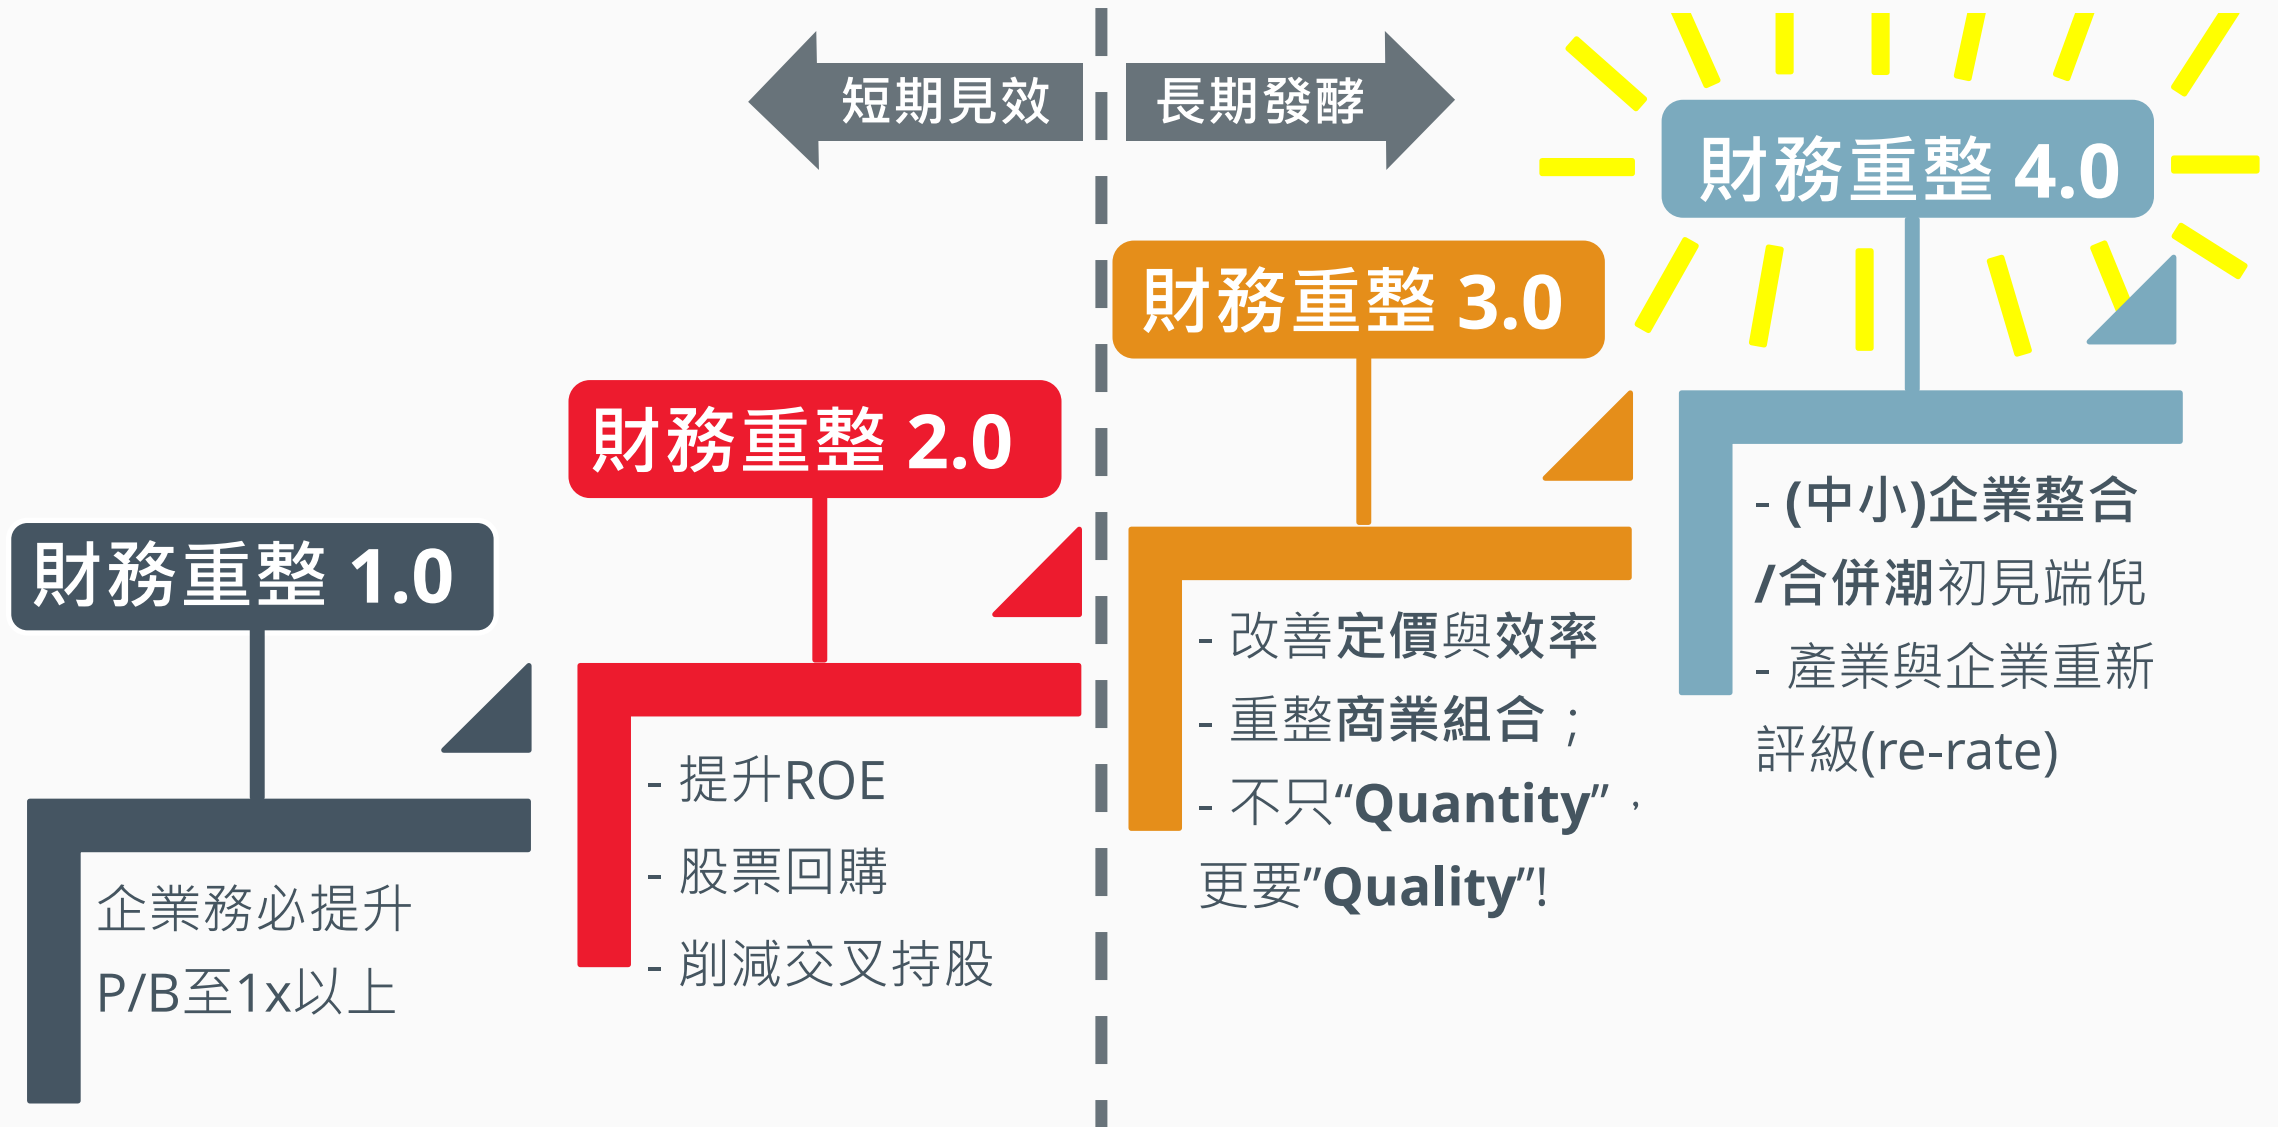 短期見效
長期發酵
財務重整 1.0
企業務必提升
P/B至1x以上
財務重整 2.0
- 提升ROE
- 股票回購
- 削減交叉持股
財務重整 3.0
- 改善定價與效率
- 重整商業組合；
- 不只“Quantity”，
更要”Quality”!
財務重整 4.0
- (中小)企業整合
/合併潮初見端倪
- 產業與企業重新
評級(re-rate)